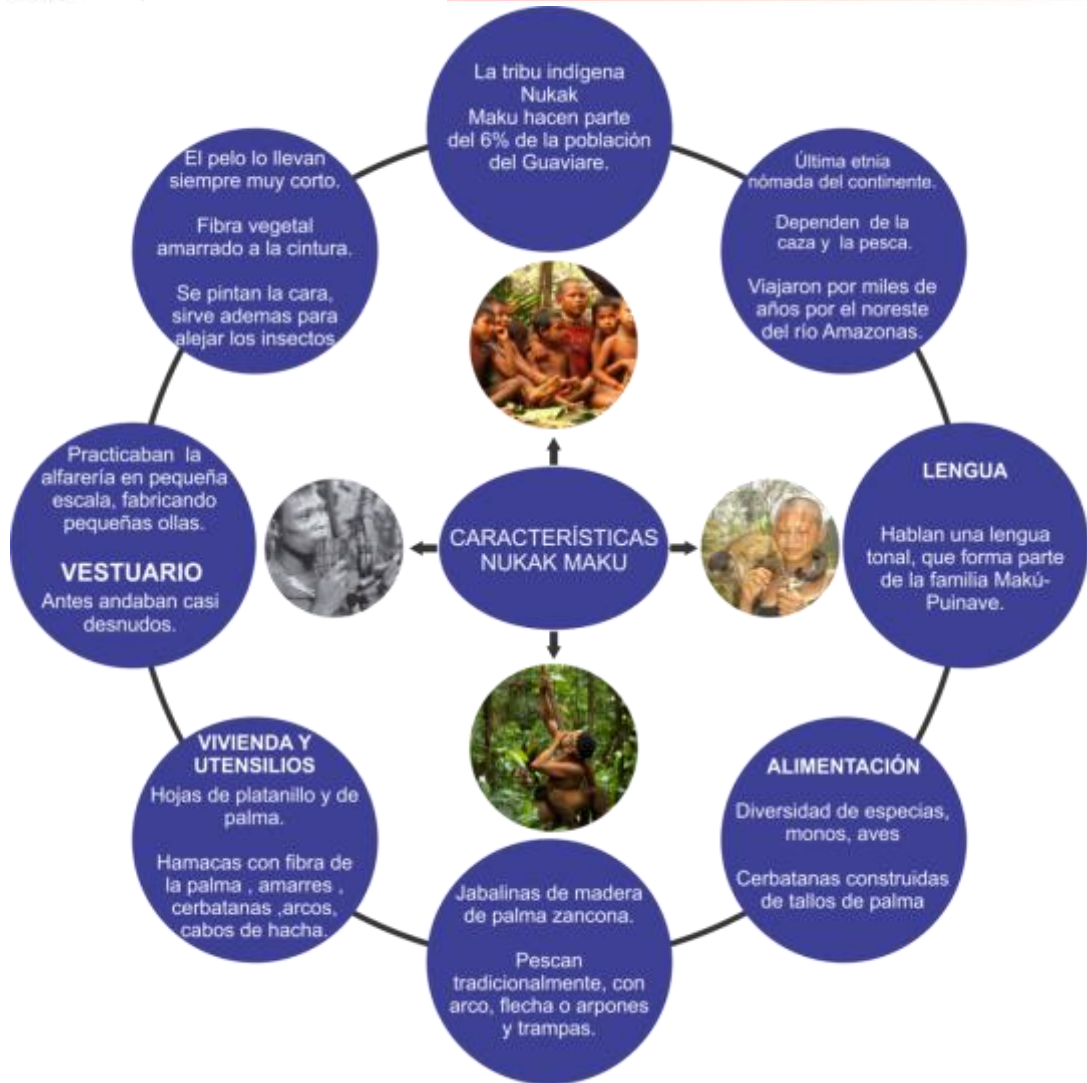 La tribu indígena
Nukak
Maku hacen parte
del 6% de la población
del Guaviare.
Última etnia
nómada del continente.
Dependen de la
caza y la pesca.
Viajaron por miles de
años por el noreste
del río Amazonas.
LENGUA
Hablan una lengua
tonal, que forma parte
de la familia Makú-
Puinave.
ALIMENTACIÓN
Diversidad de especias,
monos, aves
Cerbatanas construidas
de tallos de palma
Jabalinas de madera
de palma zancona.
Pescan
tradicionalmente, con
arco, flecha o arpones
y trampas.
VIVIENDA Y
UTENSILIOS
Hojas de platanillo y de
palma.
Hamacas con fibra de
la palma , amarres ,
cerbatanas ,arcos,
cabos de hacha.
Practicaban la
alfarería en pequeña
escala, fabricando
pequeñas ollas.
VESTUARIO
Antes andaban casi
desnudos.
El pelo lo llevan
siempre muy corto.
Fibra vegetal
amarrado a la cintura.
Se pintan la cara,
sirve ademas para
alejar los insectos
CARACTERÍSTICAS
NUKAK MAKU